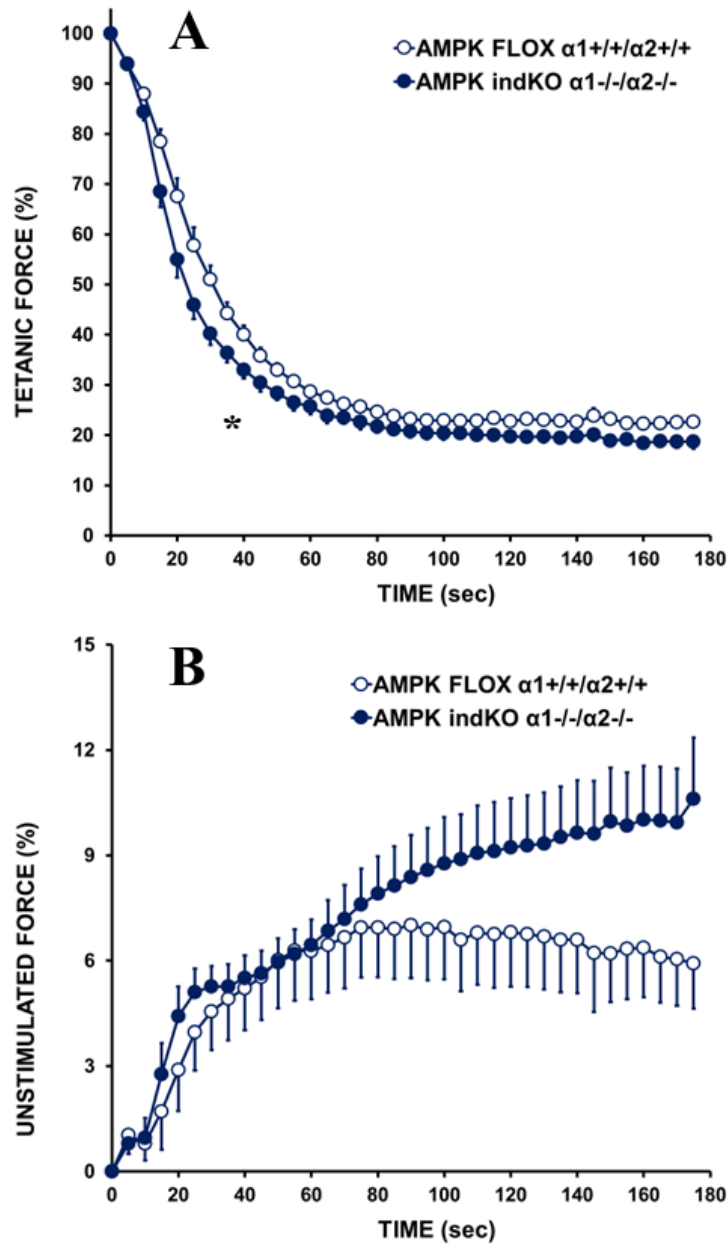 A
AMPK FLOX α1+/+/α2+/+
AMPK indKO α1-/-/α2-/-
TETANIC FORCE (%)
100
90
80
70
60
50
40
30
20
10
0
*
0 20 40 60 80 100 120 140 160 180
TIME (sec)
B
AMPK FLOX α1+/+/α2+/+
AMPK indKO α1-/-/α2-/-
UNSTIMULATED FORCE (%)
15
12
9
6
3
0
0 20 40 60 80 100 120 140 160 180
TIME (sec)